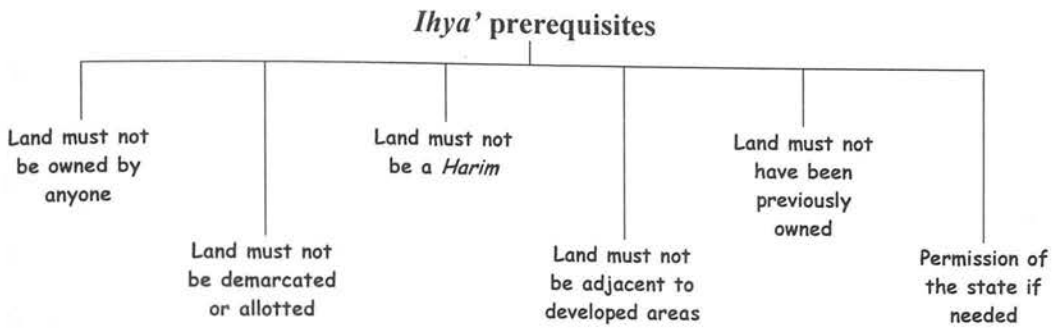 Ihya’ prerequisites
Land must not
be owned by
anyone
Land must not
be demarcated
or allotted
Land must not
be a Harim
Land must not
be adjacent to
developed areas
Land must not
have been
previously
owned
Permission of
the state if
needed